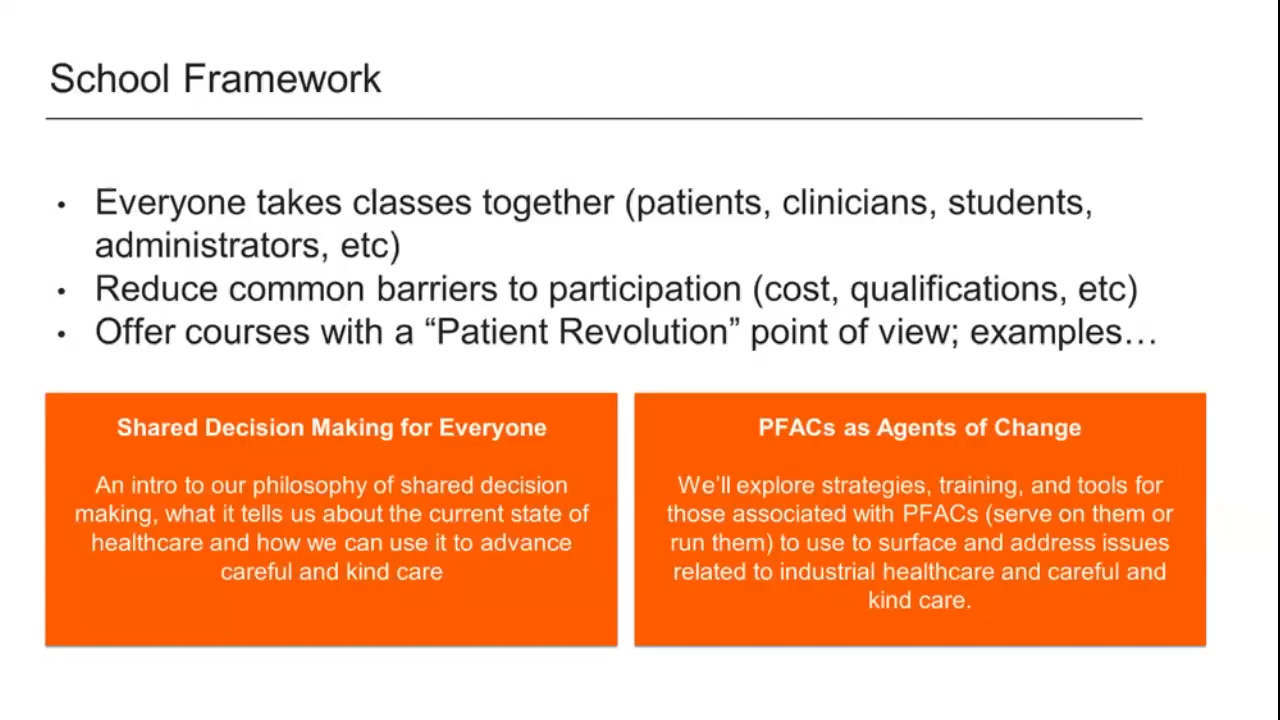 School Framework
• Everyone takes classes together (patients, clinicians, students,
administrators, etc)
• Reduce common barriers to participation (cost, qualifications, etc)
• Offer courses with a “Patient Revolution” point of view; examples…
Shared Decision Making for Everyone
An intro to our philosophy of shared decision
making, what it tells us about the current state of
healthcare and how we can use it to advance
careful and kind care
PFACs as Agents of Change
We’ll explore strategies, training, and tools for
those associated with PFACs (serve on them or
run them) to use to surface and address issues
related to industrial healthcare and careful and
kind care.